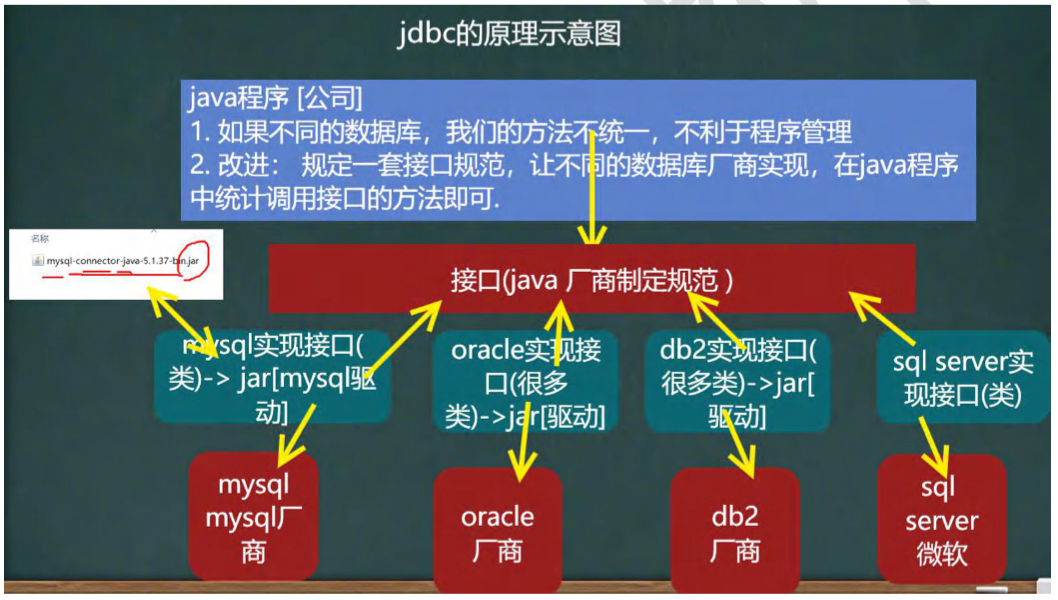 jdbc的原理示意图
java程序 [公司]
1. 如果不同的数据库，我们的方法不统一，不利于程序管理
2. 改进： 规定一套接口规范，让不同的数据库厂商实现，在java程序
中统计调用接口的方法即可.
名称
mysql-connector-java-5.1.37-bin.jar
接口(java 厂商制定规范 )
mysql实现接口(
类)-> jar[mysql驱
动]
oracle实现接
口(很多
类)->jar[驱动]
db2实现接口(
很多类)->jar[
驱动]
sql server实
现接口(类)
mysql
mysql厂
商
oracle
厂商
db2
厂商
sql
server
微软